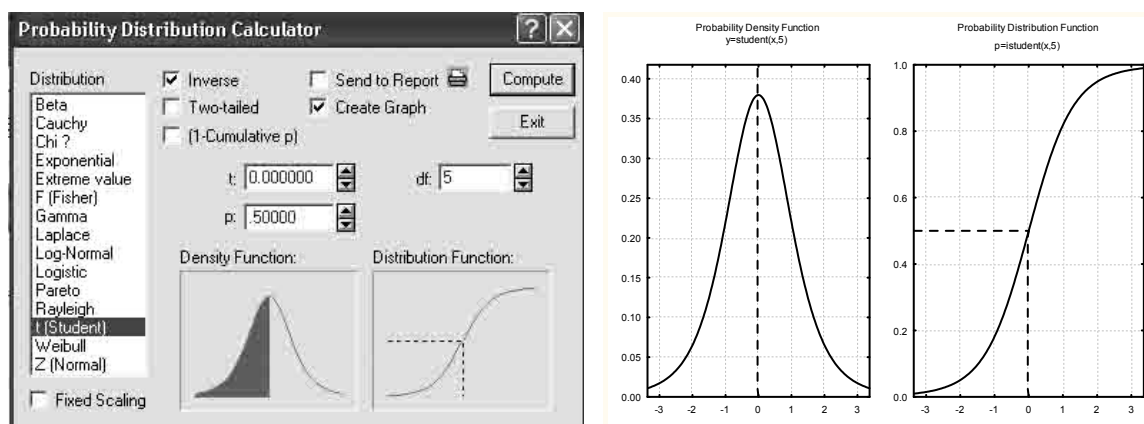 Probability Distribution Calculator
Distribution
Beta
Cauchy
Chi ?
Exponential
Extreme value
F (Fisher)
Gamma
Laplace
Log-Normal
Logistic
Pareto
Rayleigh
t (Student)
Weibull
Z (Normal)
Fixed Scaling
Inverse
Two-tailed
(1-Cumulative p)
Send to Report
Create Graph
Compute
Exit
t: 0.000000
df: 5
p: .50000
Density Function:
Distribution Function:
Probability Density Function
y=student(x,5)
0.40
0.35
0.30
0.25
0.20
0.15
0.10
0.05
0.00
-3 -2 -1 0 1 2 3
Probability Distribution Function
p=istudent(x,5)
1.0
0.8
0.6
0.4
0.2
0.0
-3 -2 -1 0 1 2 3